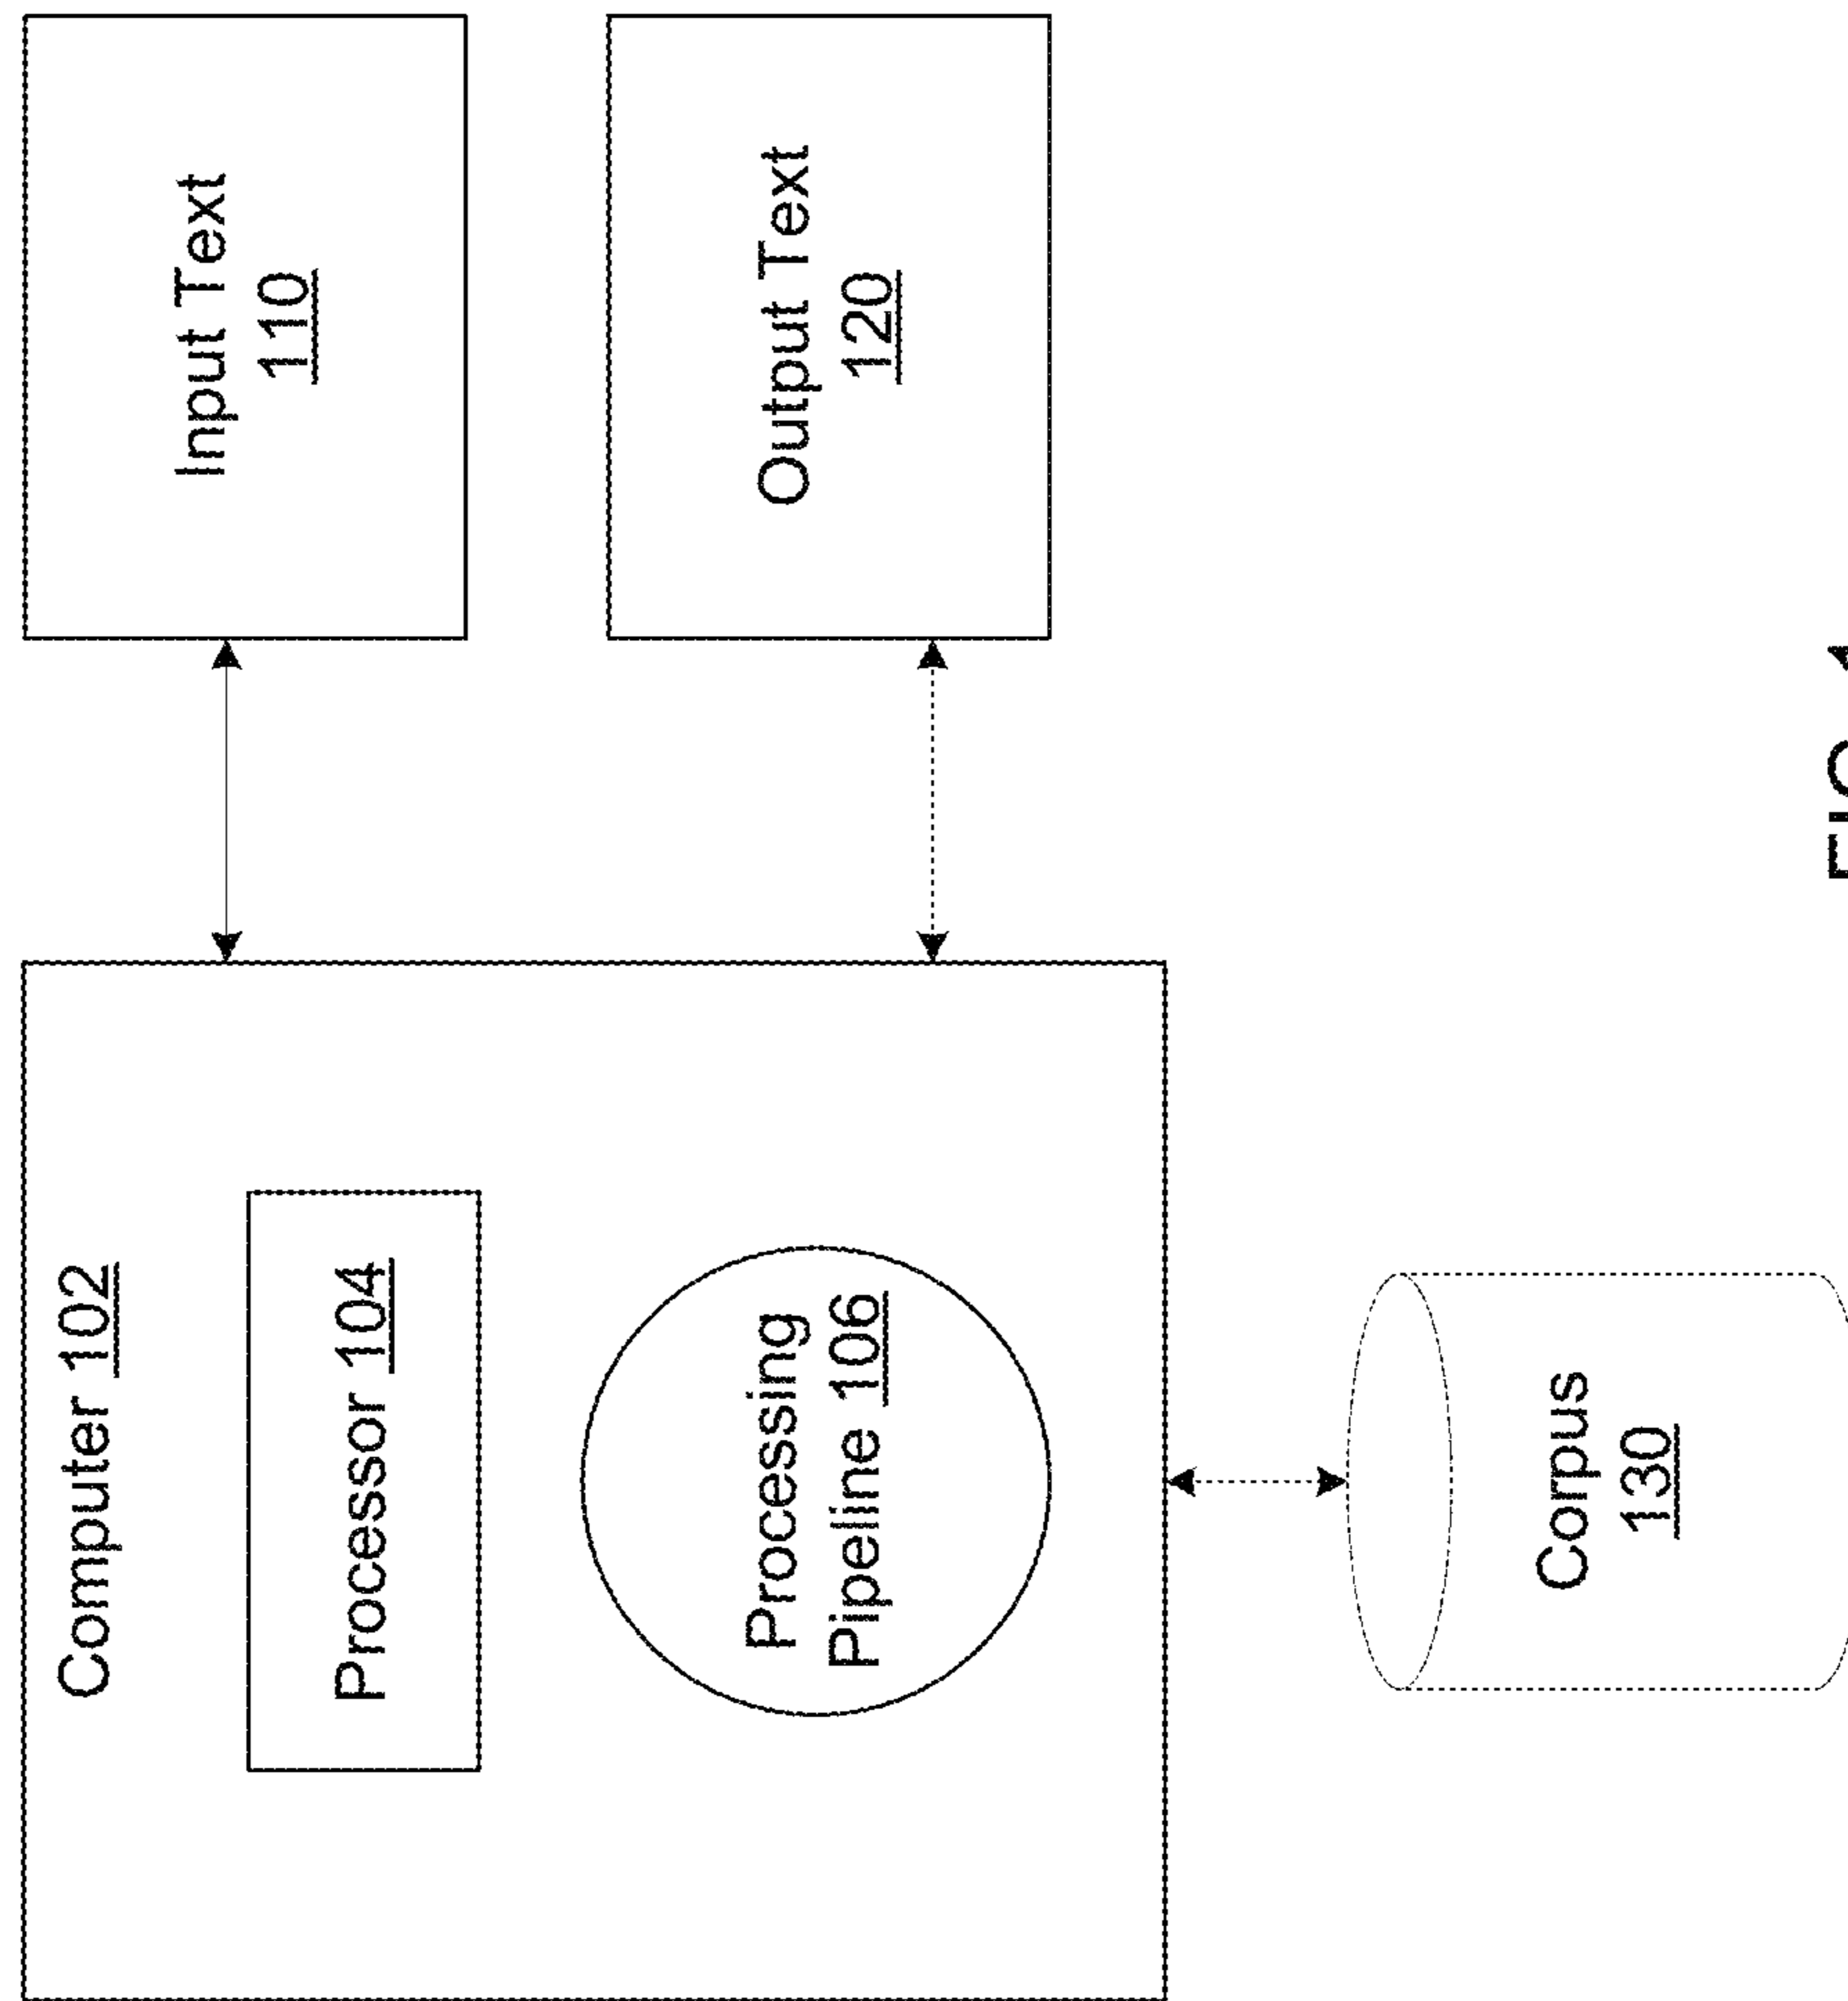 Computer 102
Processor 104
Processing
Pipeline 106
Input Text
110
Output Text
120
Corpus
130